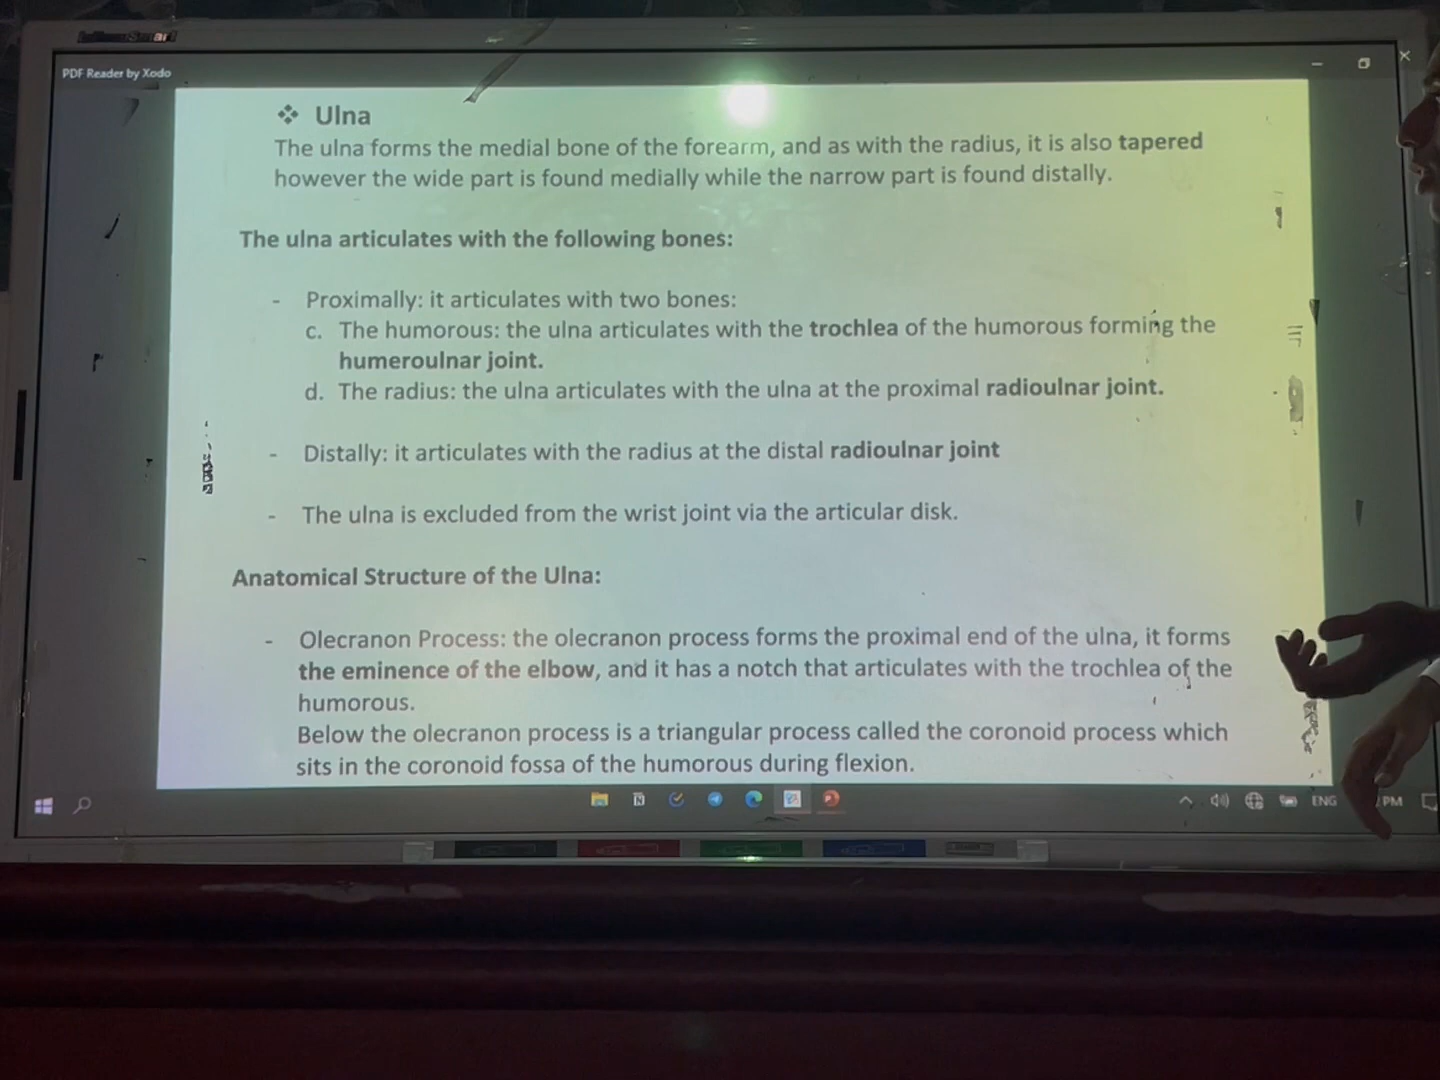 PDF Reader by Xodo
❖ Ulna
The ulna forms the medial bone of the forearm, and as with the radius, it is also tapered
however the wide part is found medially while the narrow part is found distally.
The ulna articulates with the following bones:
- Proximally: it articulates with two bones:
c. The humorous: the ulna articulates with the trochlea of the humorous forming the
humeroulnar joint.
d. The radius: the ulna articulates with the ulna at the proximal radioulnar joint.
- Distally: it articulates with the radius at the distal radioulnar joint
- The ulna is excluded from the wrist joint via the articular disk.
Anatomical Structure of the Ulna:
- Olecranon Process: the olecranon process forms the proximal end of the ulna, it forms
the eminence of the elbow, and it has a notch that articulates with the trochlea of the
humorous.
Below the olecranon process is a triangular process called the coronoid process which
sits in the coronoid fossa of the humorous during flexion.
ENG PM